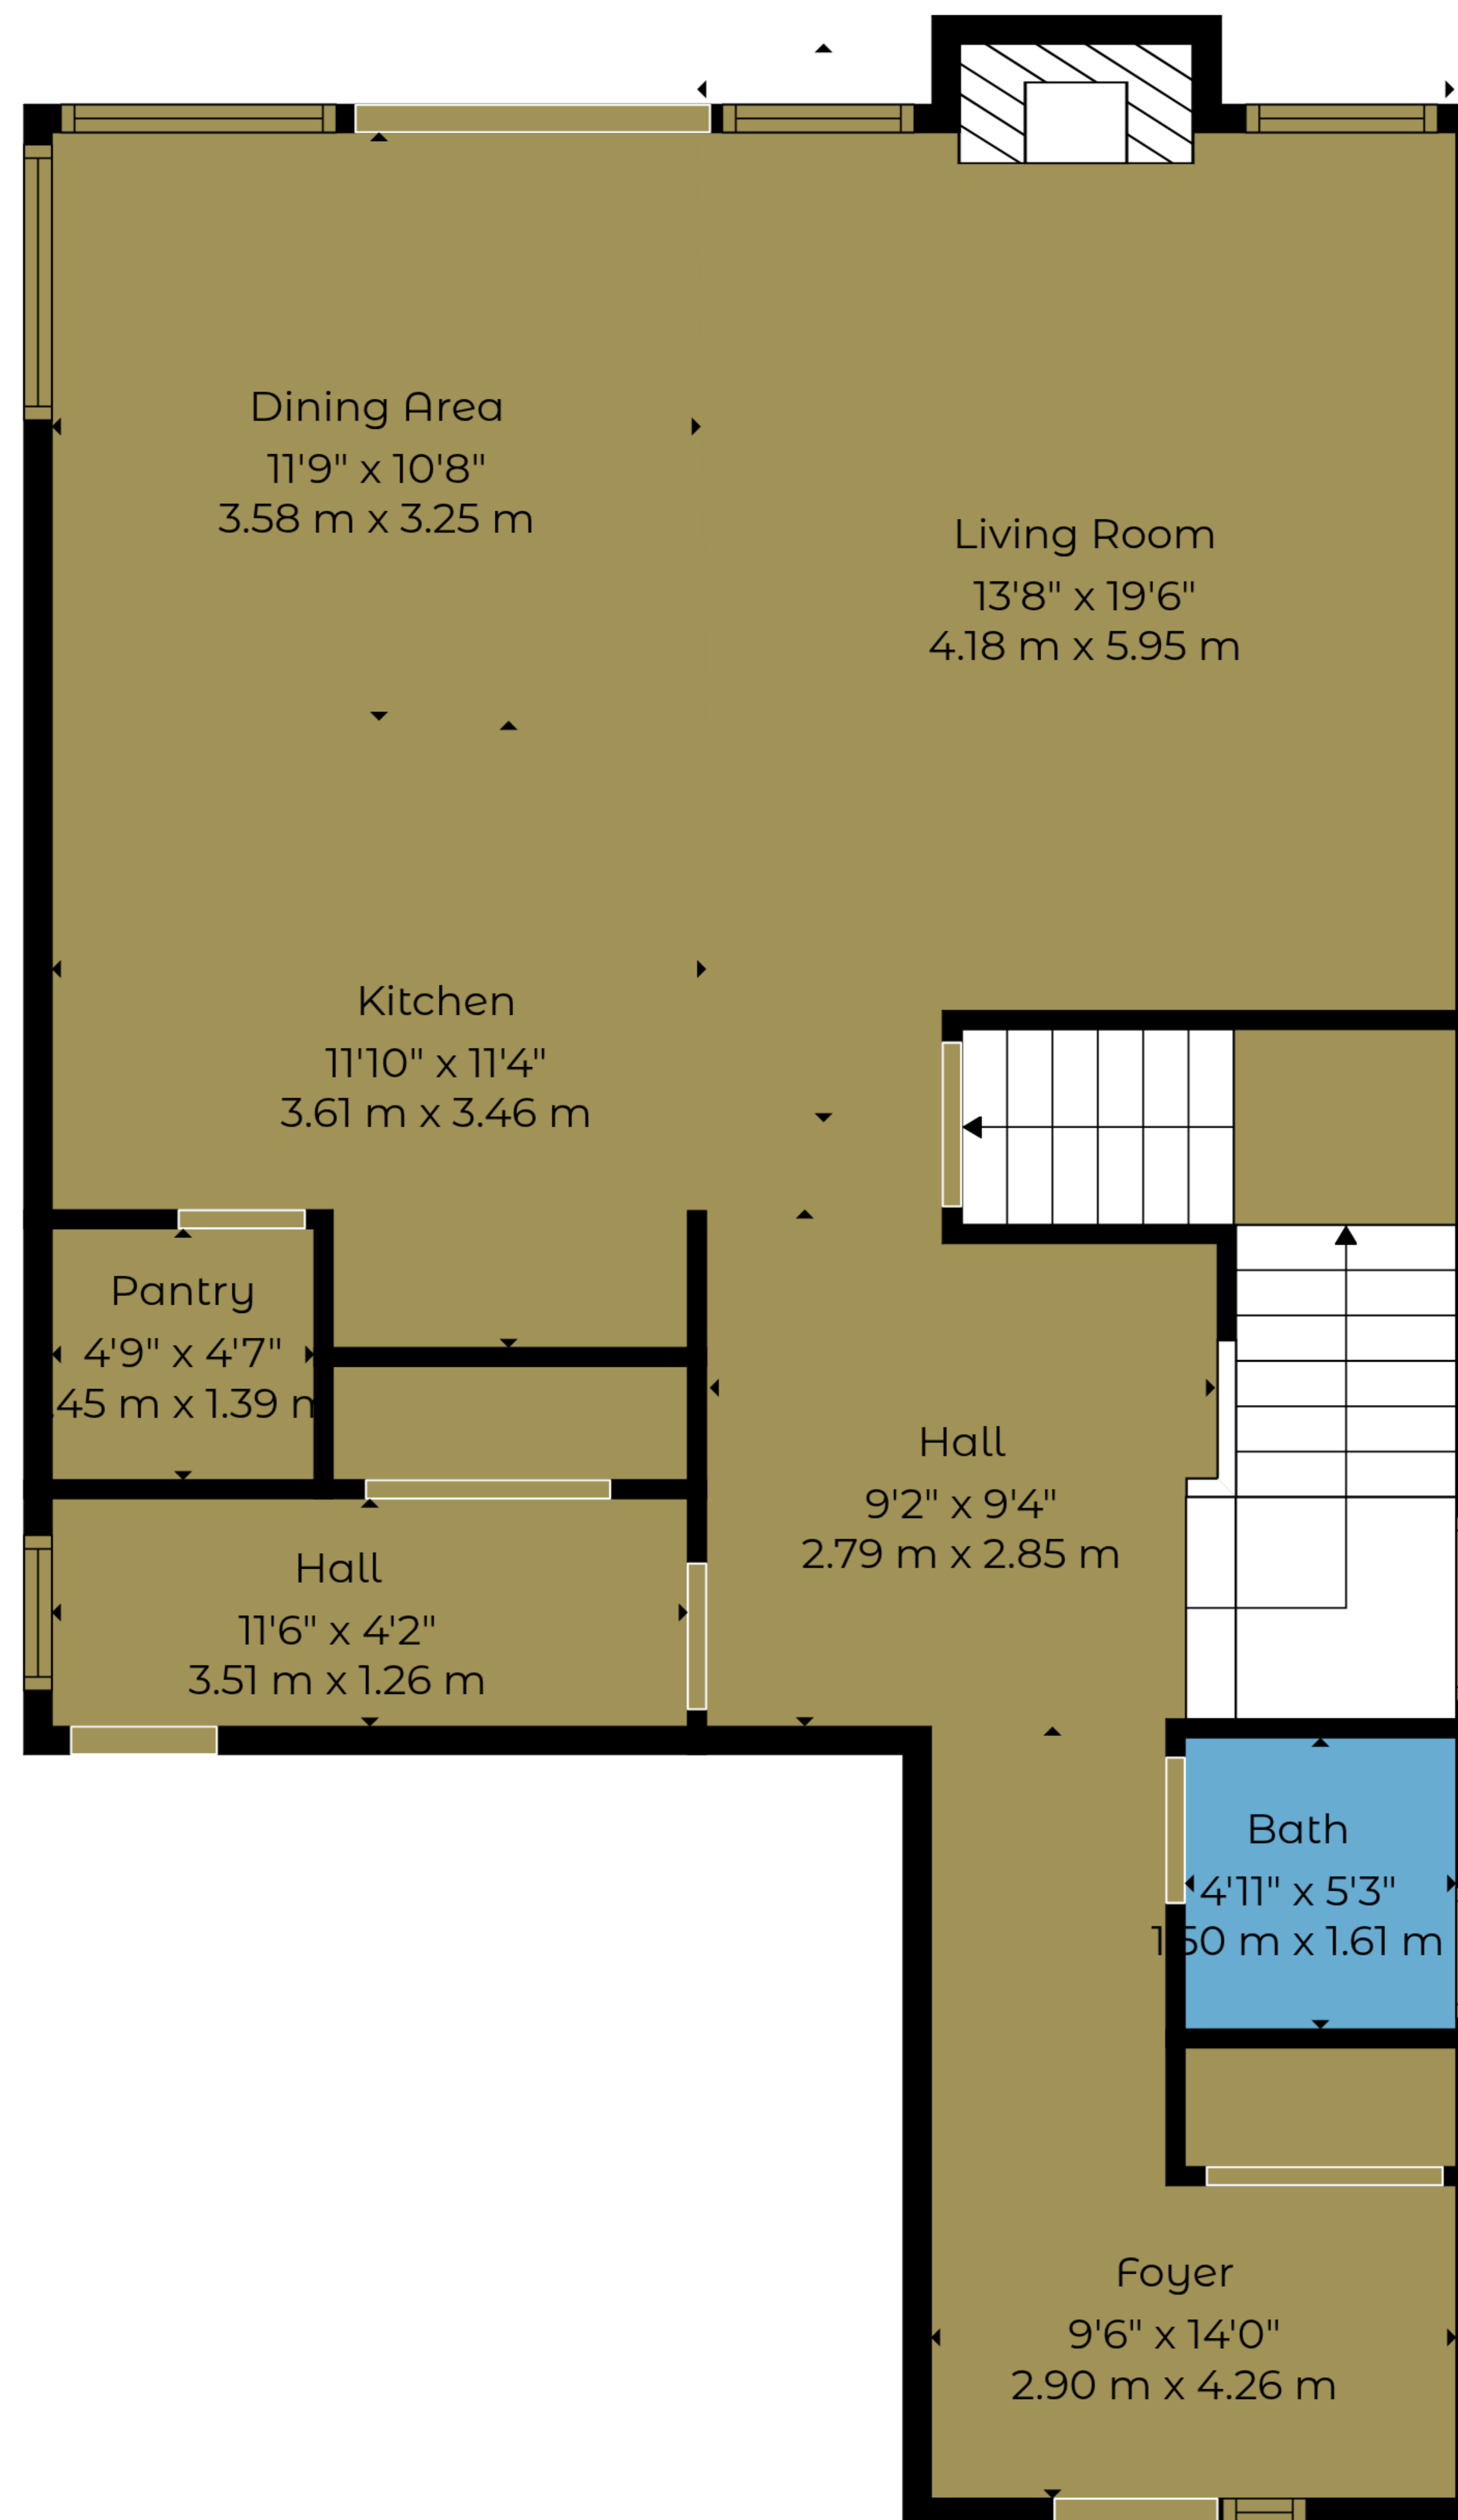 Dining Area
11'9" x 10'8"
3.58 m x 3.25 m
Living Room
13'8" x 19'6"
4.18 m x 5.95 m
Kitchen
11'10" x 11'4"
3.61 m x 3.46 m
Pantry
4'9" x 4'7"
.45 m x 1.39 m
Hall
9'2" x 9'4"
2.79 m x 2.85 m
Hall
11'6" x 4'2"
3.51 m x 1.26 m
Bath
4'11" x 5'3"
1.50 m x 1.61 m
Foyer
9'6" x 14'0"
2.90 m x 4.26 m